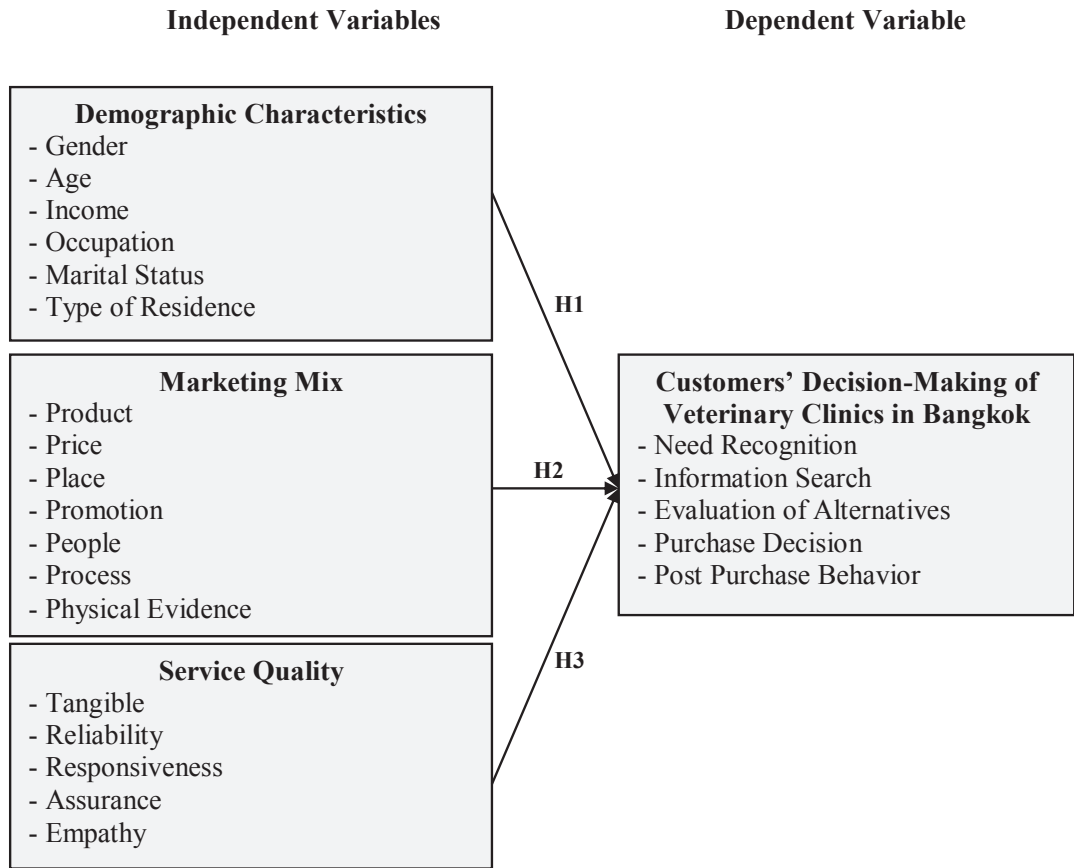 Independent Variables
Dependent Variable
Demographic Characteristics
- Gender
- Age
- Income
- Occupation
- Marital Status
- Type of Residence
H1
Marketing Mix
- Product
- Price
- Place
- Promotion
- People
- Process
- Physical Evidence
H2
Customers’ Decision-Making of
Veterinary Clinics in Bangkok
- Need Recognition
- Information Search
- Evaluation of Alternatives
- Purchase Decision
- Post Purchase Behavior
Service Quality
- Tangible
- Reliability
- Responsiveness
- Assurance
- Empathy
H3